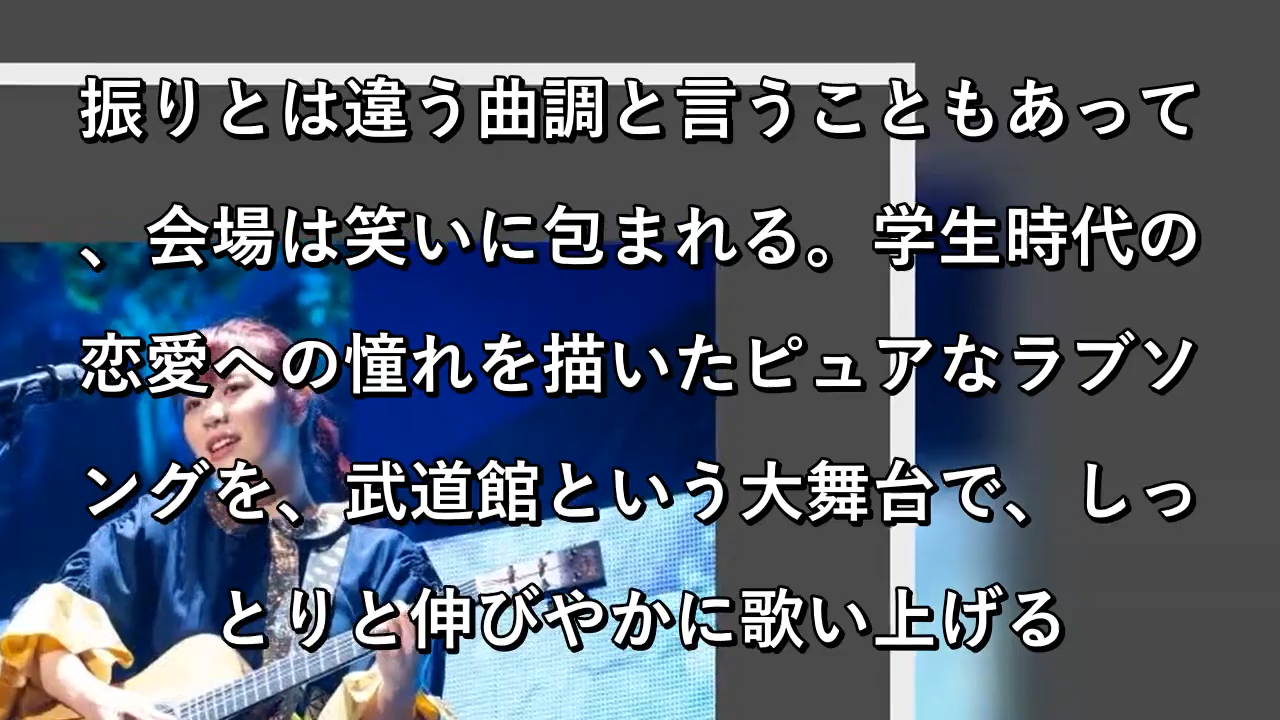 振りとは違う曲調と言うこともあって
、会場は笑いに包まれる。学生時代の
恋愛への憧れを描いたピュアなラブソ
ングを、武道館という大舞台で、しっ
とりと伸びやかに歌い上げる